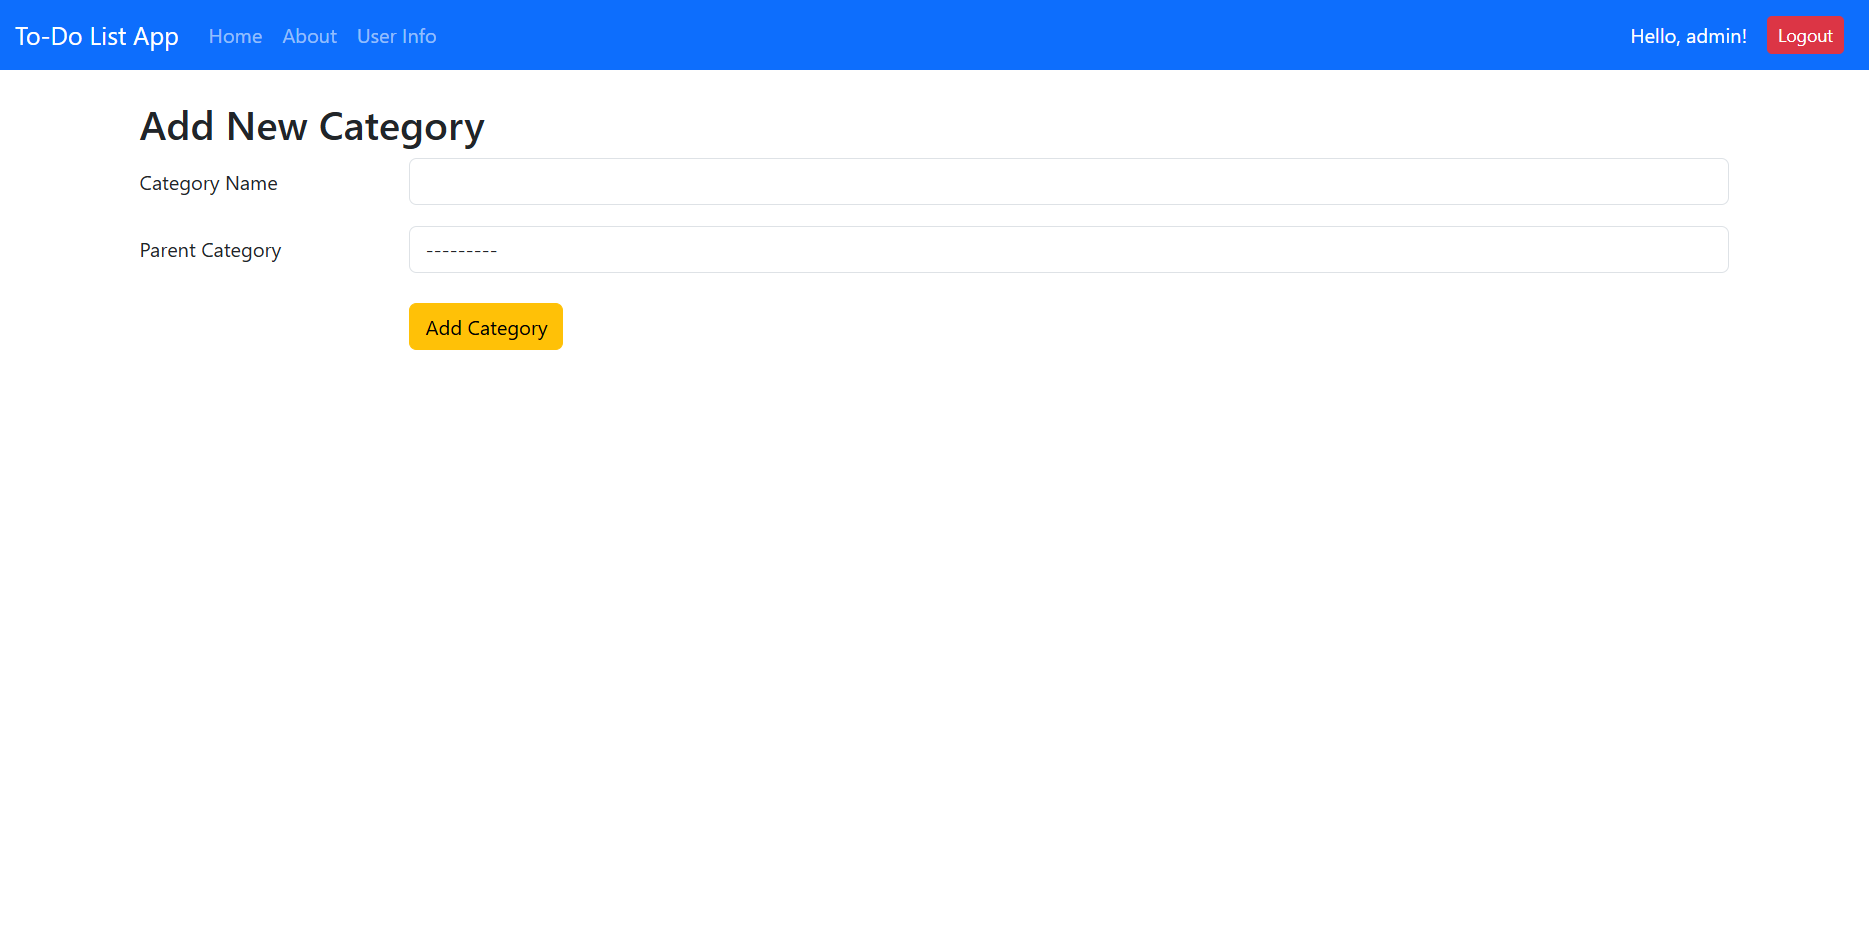 To-Do List App Home About User Info Hello, admin! Logout
Add New Category
Category Name
Parent Category ---------
Add Category